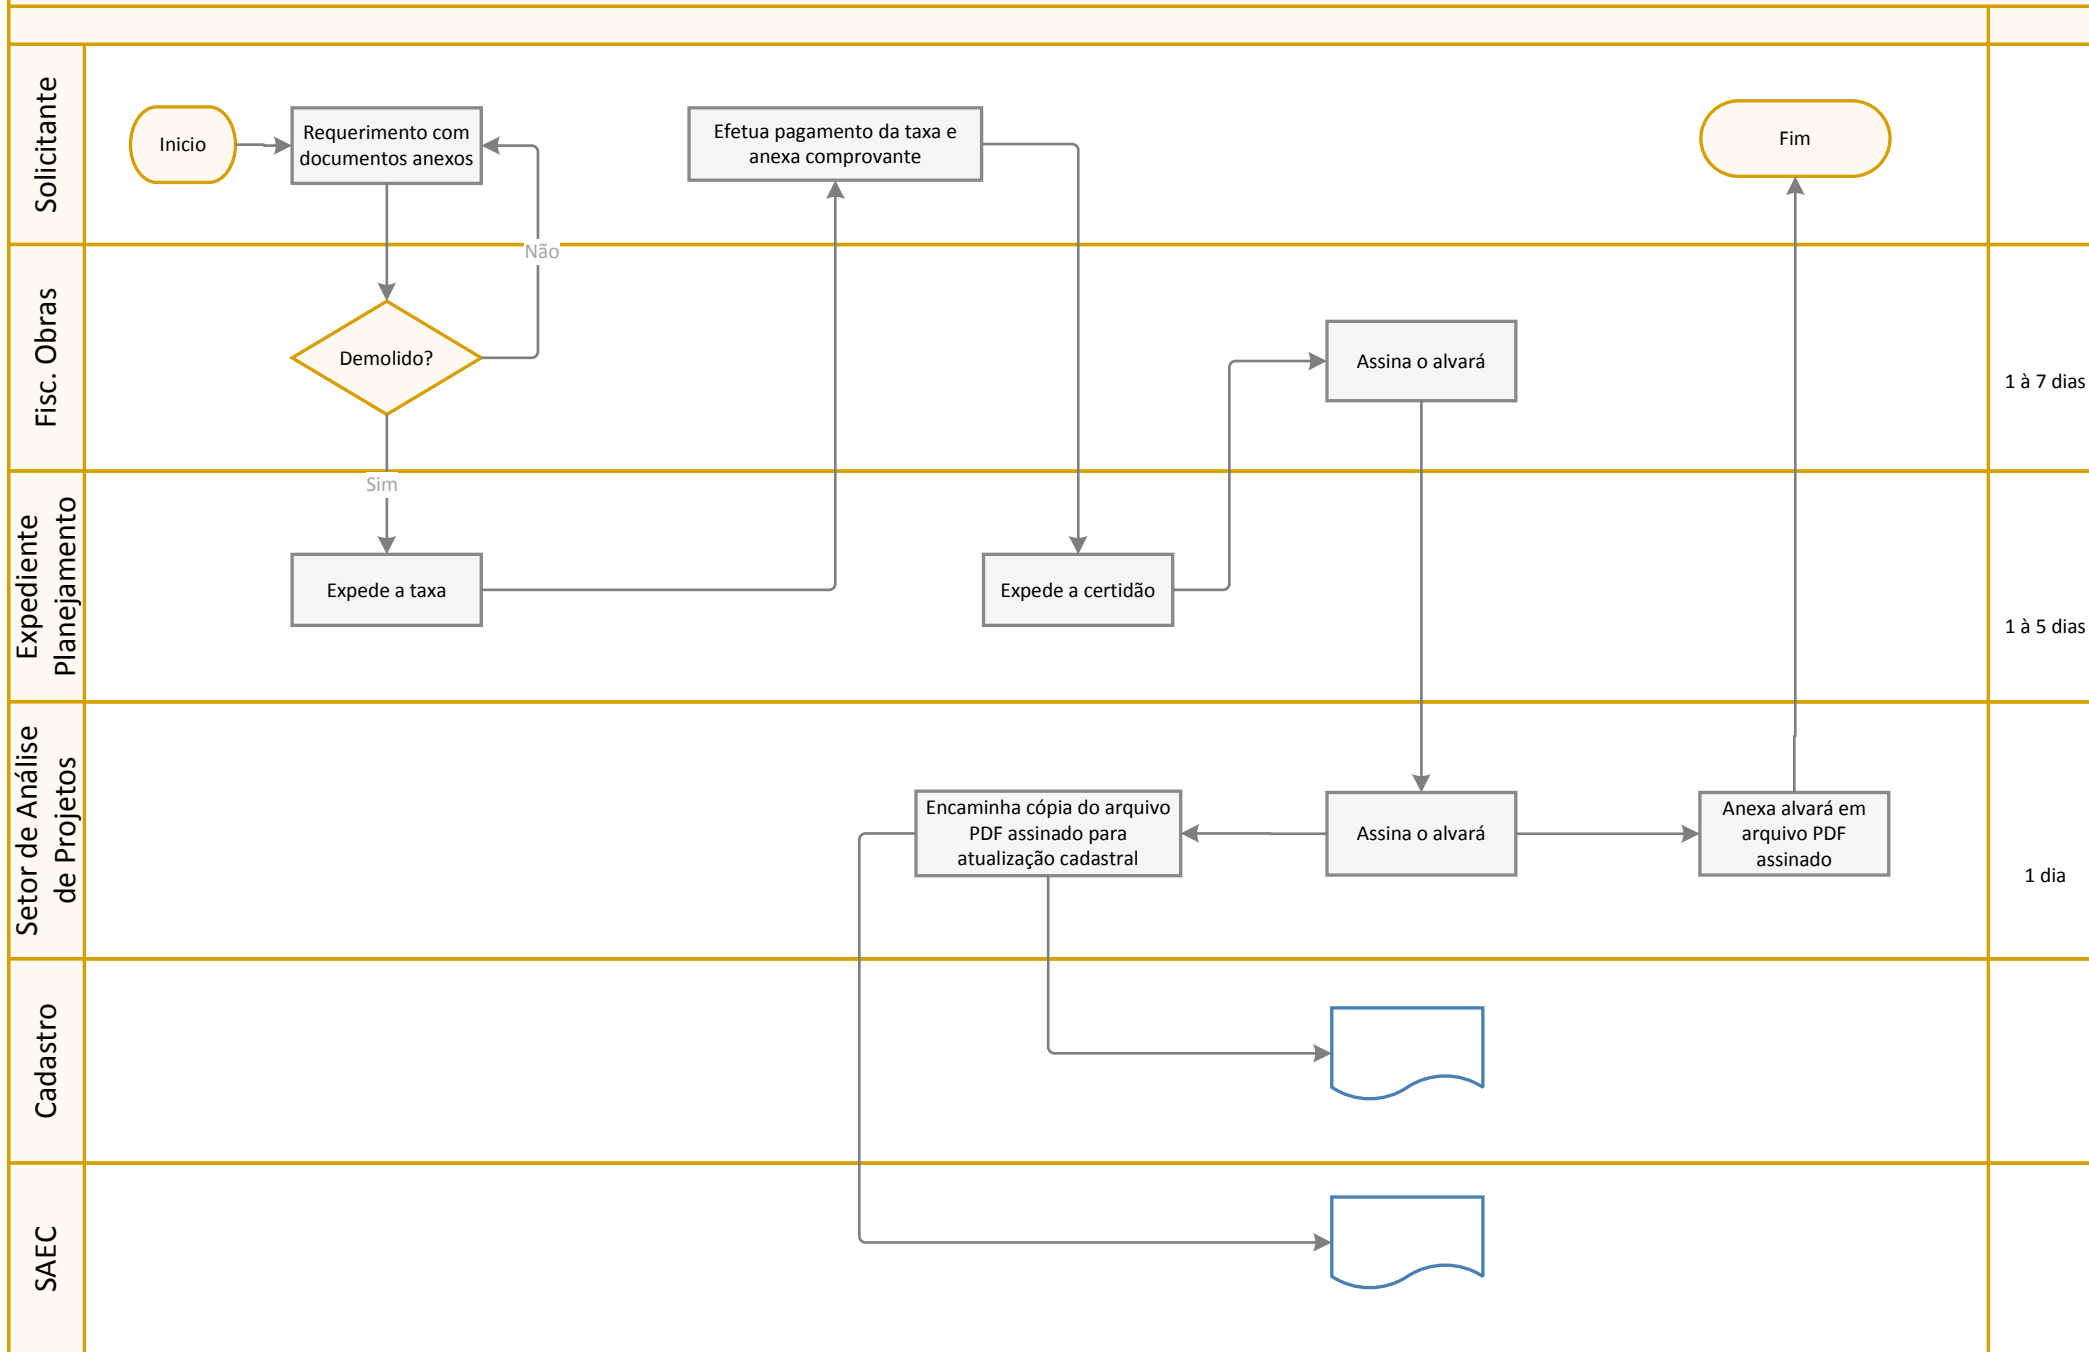 Solicitante
Inicio
Requerimento com
documentos anexos
Efetua pagamento da taxa e
anexa comprovante
Fim
Não
Fisc. Obras
Demolido?
Assina o alvará
1 à 7 dias
Sim
Expediente
Planejamento
Expede a taxa
Expede a certidão
1 à 5 dias
Setor de Análise
de Projetos
Encaminha cópia do arquivo
PDF assinado para
atualização cadastral
Assina o alvará
Anexa alvará em
arquivo PDF
assinado
1 dia
Cadastro
SAEC